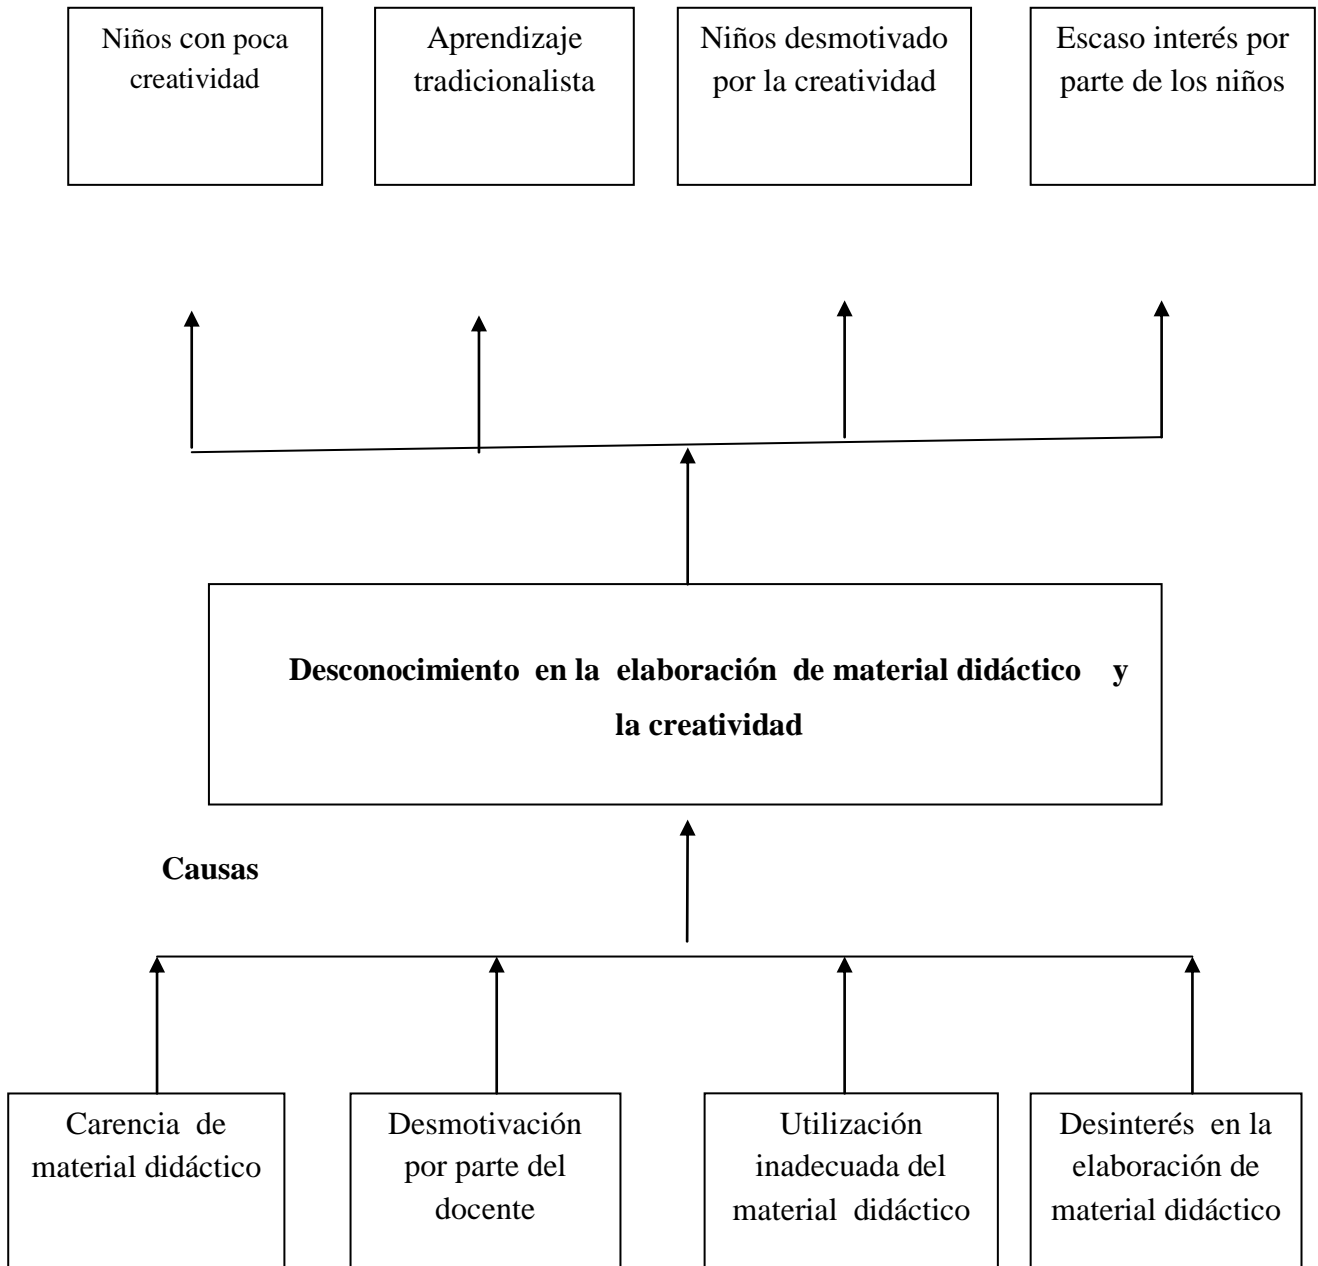 Niños con poca
creatividad
Aprendizaje
tradicionalista
Niños desmotivado
por la creatividad
Escaso interés por
parte de los niños
Desconocimiento en la elaboración de material didáctico y
la creatividad
Causas
Carencia de
material didáctico
Desmotivación
por parte del
docente
Utilización
inadecuada del
material didáctico
Desinterés en la
elaboración de
material didáctico